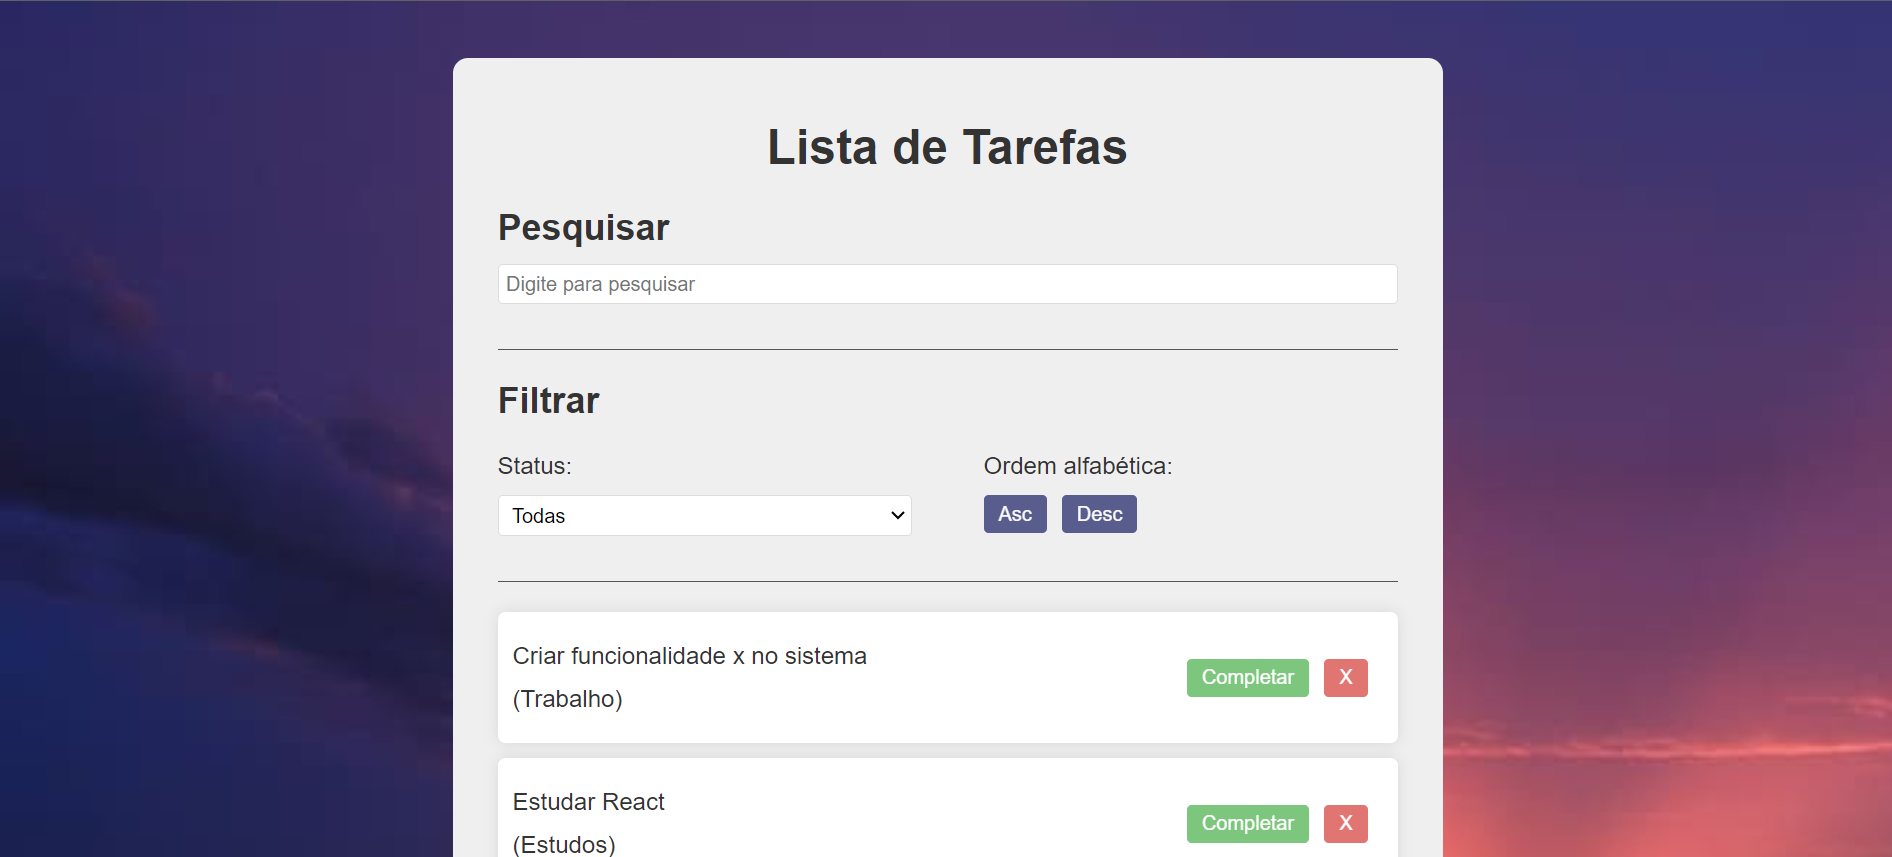 Lista de Tarefas
Pesquisar
Digite para pesquisar
Filtrar
Status:
Ordem alfabética:
Todas
Asc
Desc
Criar funcionalidade x no sistema
(Trabalho)
Completar
X
Estudar React
(Estudos)
Completar
X